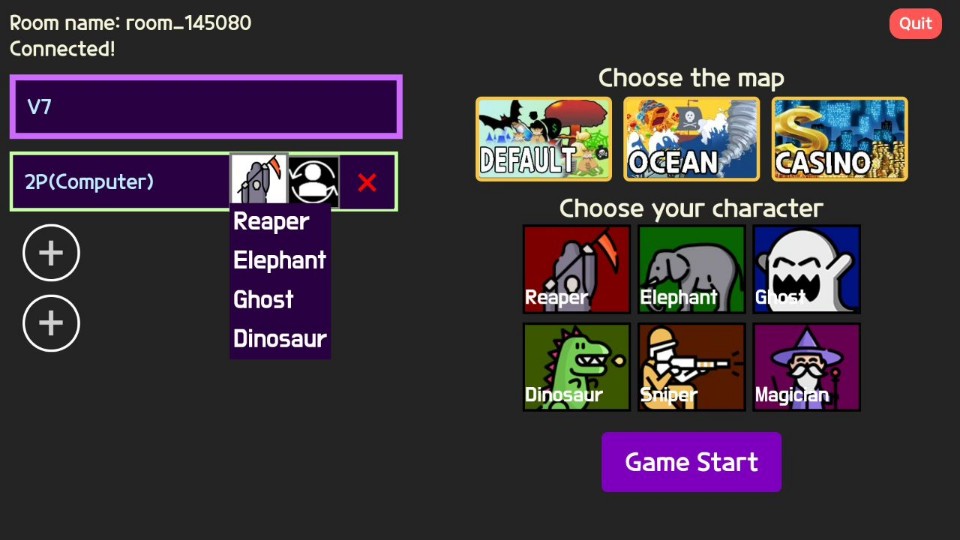 Room name: room_145080
Connected!
Quit
V7
2P(Computer)
Reaper
Elephant
Ghost
Dinosaur
Choose the map
DEFAULT
OCEAN
CASINO
Choose your character
Reaper
Elephant
Ghost
Dinosaur
Sniper
Magician
Game Start